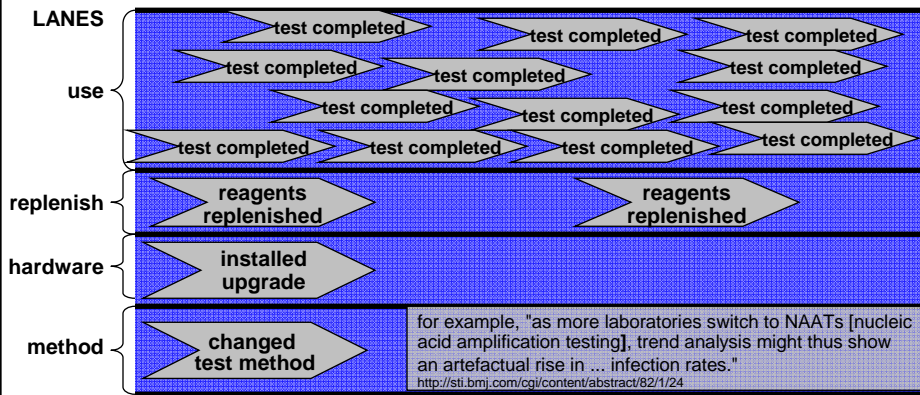 LANES
test completed
test completed
test completed
test completed
test completed
test completed
use
test completed
test completed
test completed
test completed
test completed
test completed
test completed
replenish
reagents
replenished
reagents
replenished
hardware
installed
upgrade
method
changed
test method
for example, "as more laboratories switch to NAATs [nucleic
acid amplification testing], trend analysis might thus show
an artefactual rise in ... infection rates."
http://sti.bmj.com/cgi/content/abstract/82/1/24